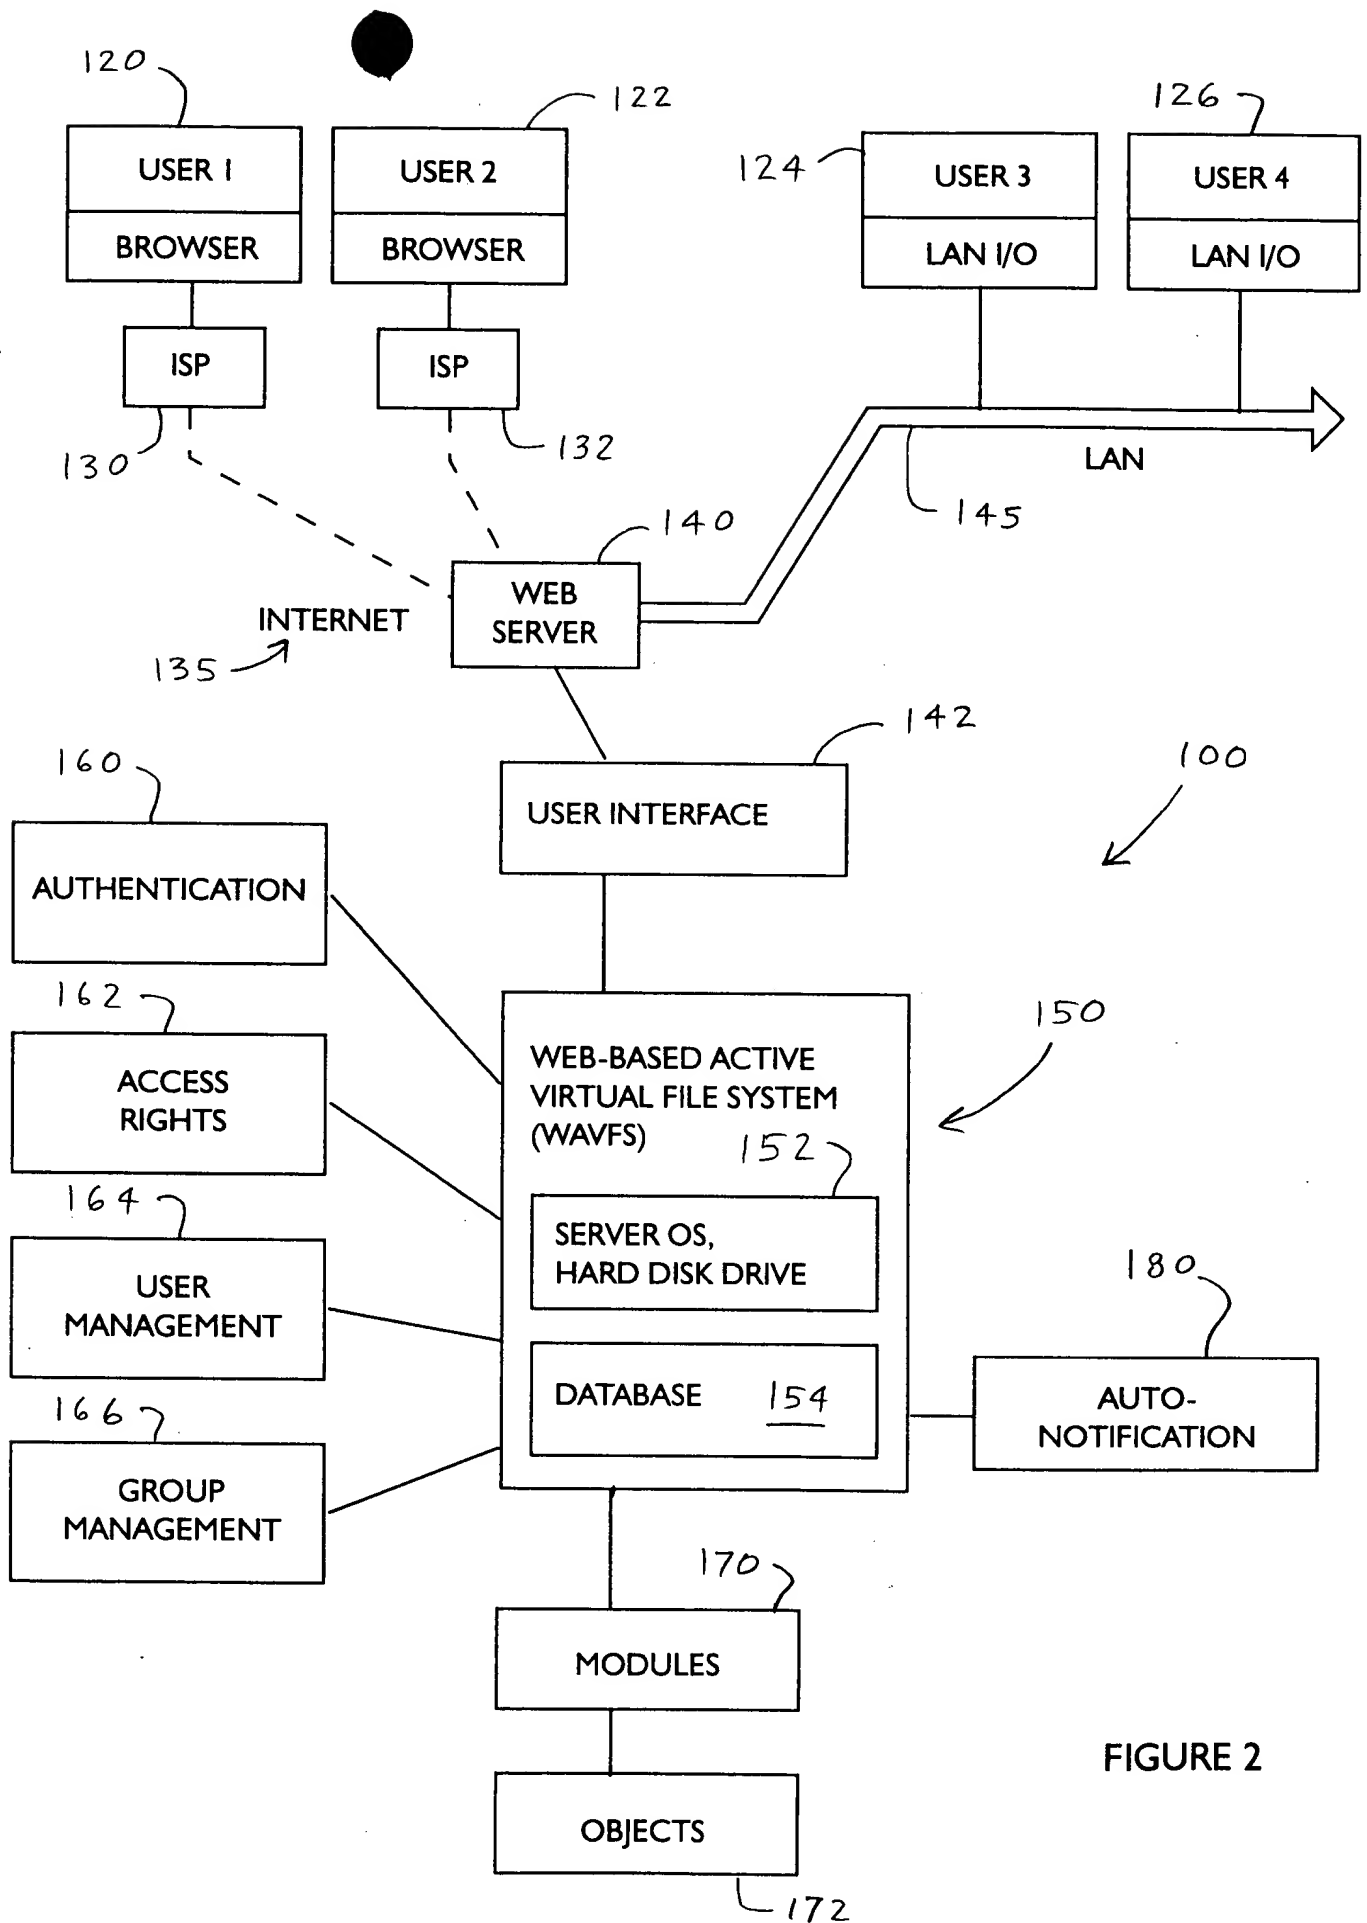 120
122
126
124
USER 1
USER 2
USER 3
USER 4
BROWSER
BROWSER
LAN I/O
LAN I/O
ISP
ISP
130
132
LAN
145
140
WEB
SERVER
INTERNET
135
142
100
160
USER INTERFACE
AUTHENTICATION
162
150
ACCESS
RIGHTS
WEB-BASED ACTIVE
VIRTUAL FILE SYSTEM
(WAVFS)
152
164
SERVER OS,
HARD DISK DRIVE
USER
MANAGEMENT
180
DATABASE 154
166
AUTO-
NOTIFICATION
GROUP
MANAGEMENT
170
MODULES
FIGURE 2
OBJECTS
172